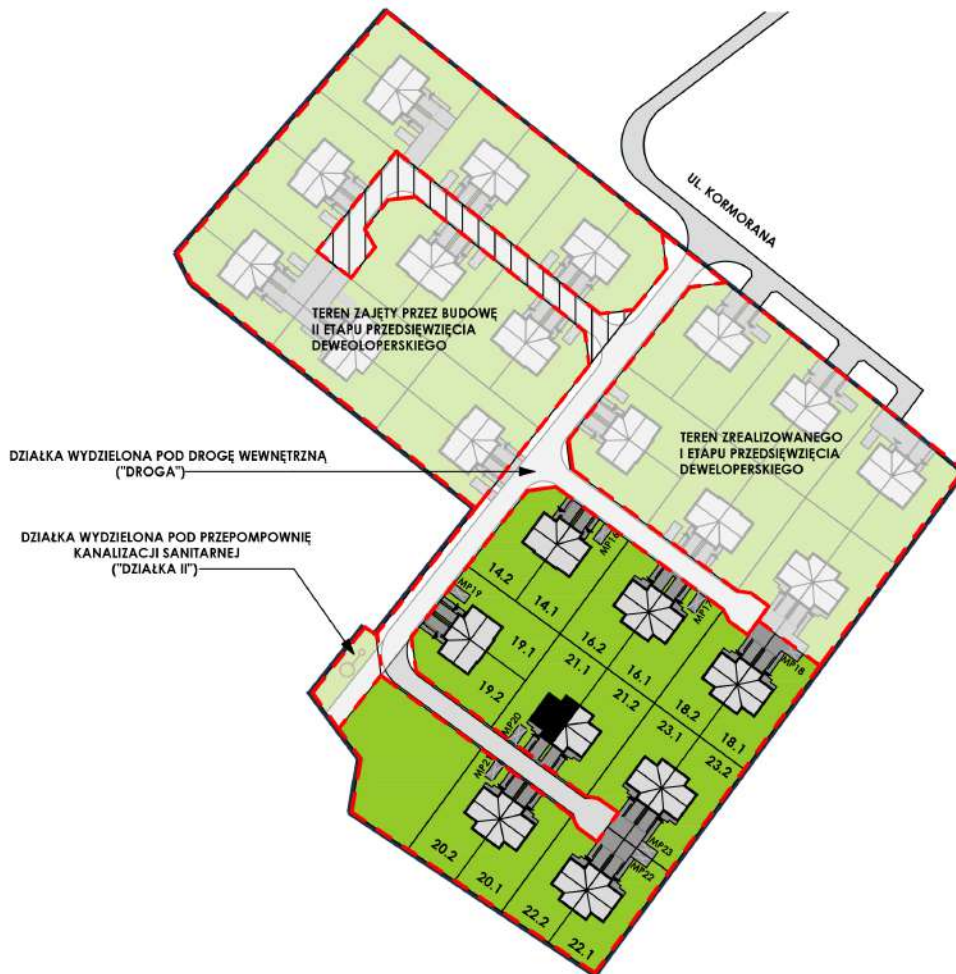 UL. KORMORANA
TEREN ZAJĘTY PRZEZ BUDOWĘ
II ETAPU PRZEDSIĘWZIĘCIA
DEWEOLOPERSKIEGO
TEREN ZREALIZOWANEGO
I ETAPU PRZEDSIĘWZIĘCIA
DEWELOPERSKIEGO
DZIAŁKA WYDZIELONA POD DROGĘ WEWNĘTRZNĄ
("DROGA")
DZIAŁKA WYDZIELONA POD PRZEPOMPOWNIĘ
KANALIZACJI SANITARNEJ
("DZIAŁKA II")
MP16
14.2
14.1
MP19
MP17
16.2
16.1
19.1
19.2
21.1
21.2
MP18
18.2
18.1
23.1
23.2
MP20
MP2
MP23
MP22
20.2
20.1
22.2
22.1